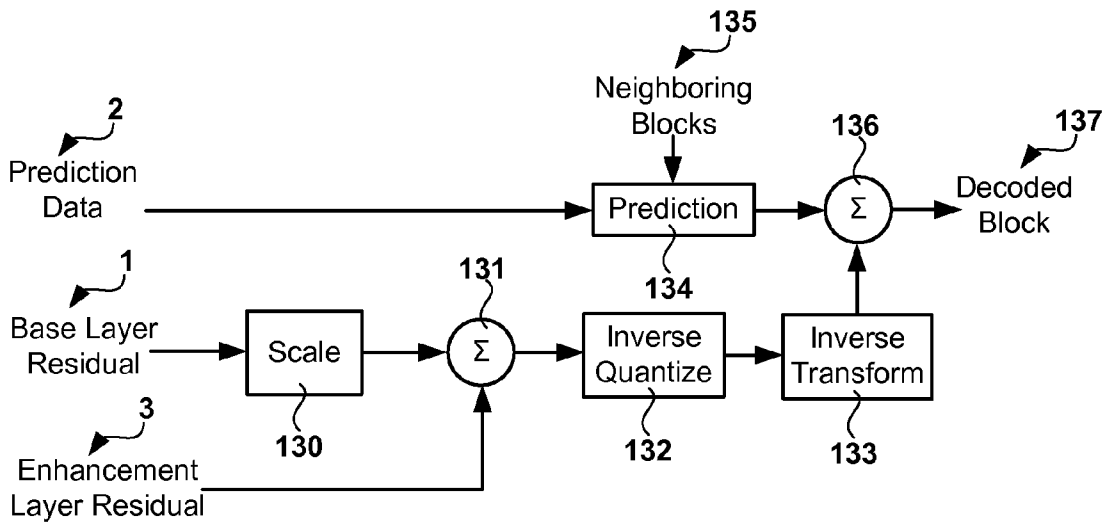 135
Neighboring
Blocks
2
Prediction
Data
136
137
Decoded
Block
Prediction
Σ
134
1
Base Layer
Residual
131
Scale
Σ
Inverse
Quantize
Inverse
Transform
130
132
133
3
Enhancement
Layer Residual